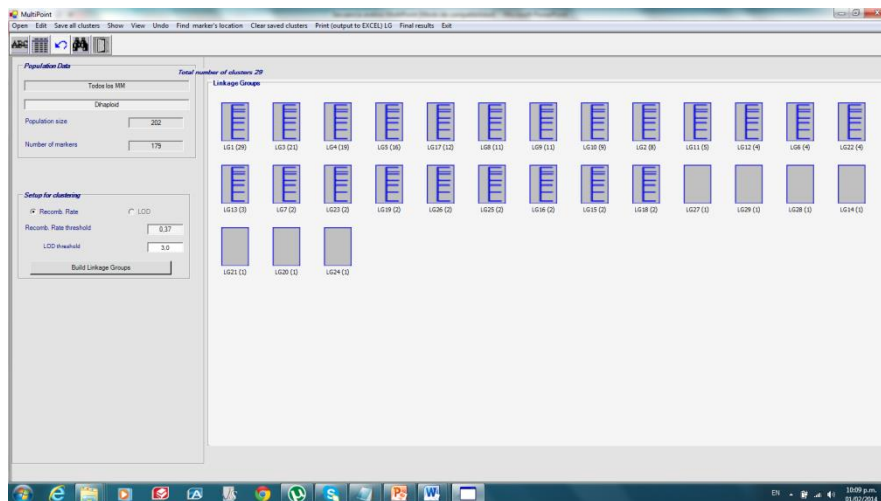 MultiPoint
Open Edit Save all clusters Show View Undo Find marker's location Clear saved clusters Print (output to EXCEL) LG Final results Exit
ABC
Population Data
Todos los MM
Dihaploid
Population size 202
Number of markers 179
Setup for clustering
Recomb. Rate LOD
Recomb. Rate threshold 0.37
LOD threshold 3.0
Build Linkage Groups
Total number of clusters 29
Linkage Groups
LG1 (29) LG3 (21) LG4 (19) LG5 (16) LG17 (12) LG8 (11) LG9 (11) LG10 (9) LG2 (8) LG11 (5) LG12 (4) LG6 (4) LG22 (4)
LG13 (3) LG7 (2) LG23 (2) LG19 (2) LG26 (2) LG25 (2) LG16 (2) LG15 (2) LG18 (2) LG27 (1) LG29 (1) LG28 (1) LG14 (1)
LG21 (1) LG20 (1) LG24 (1)
EN 10:09 p.m.
01/02/2014